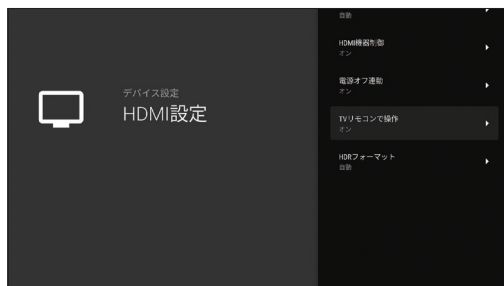 自動
HDMI機器制御
オン
電源オフ連動
オン
デバイス設定
HDMI設定
TVリモコンで操作
オン
HDRフォーマット
自動